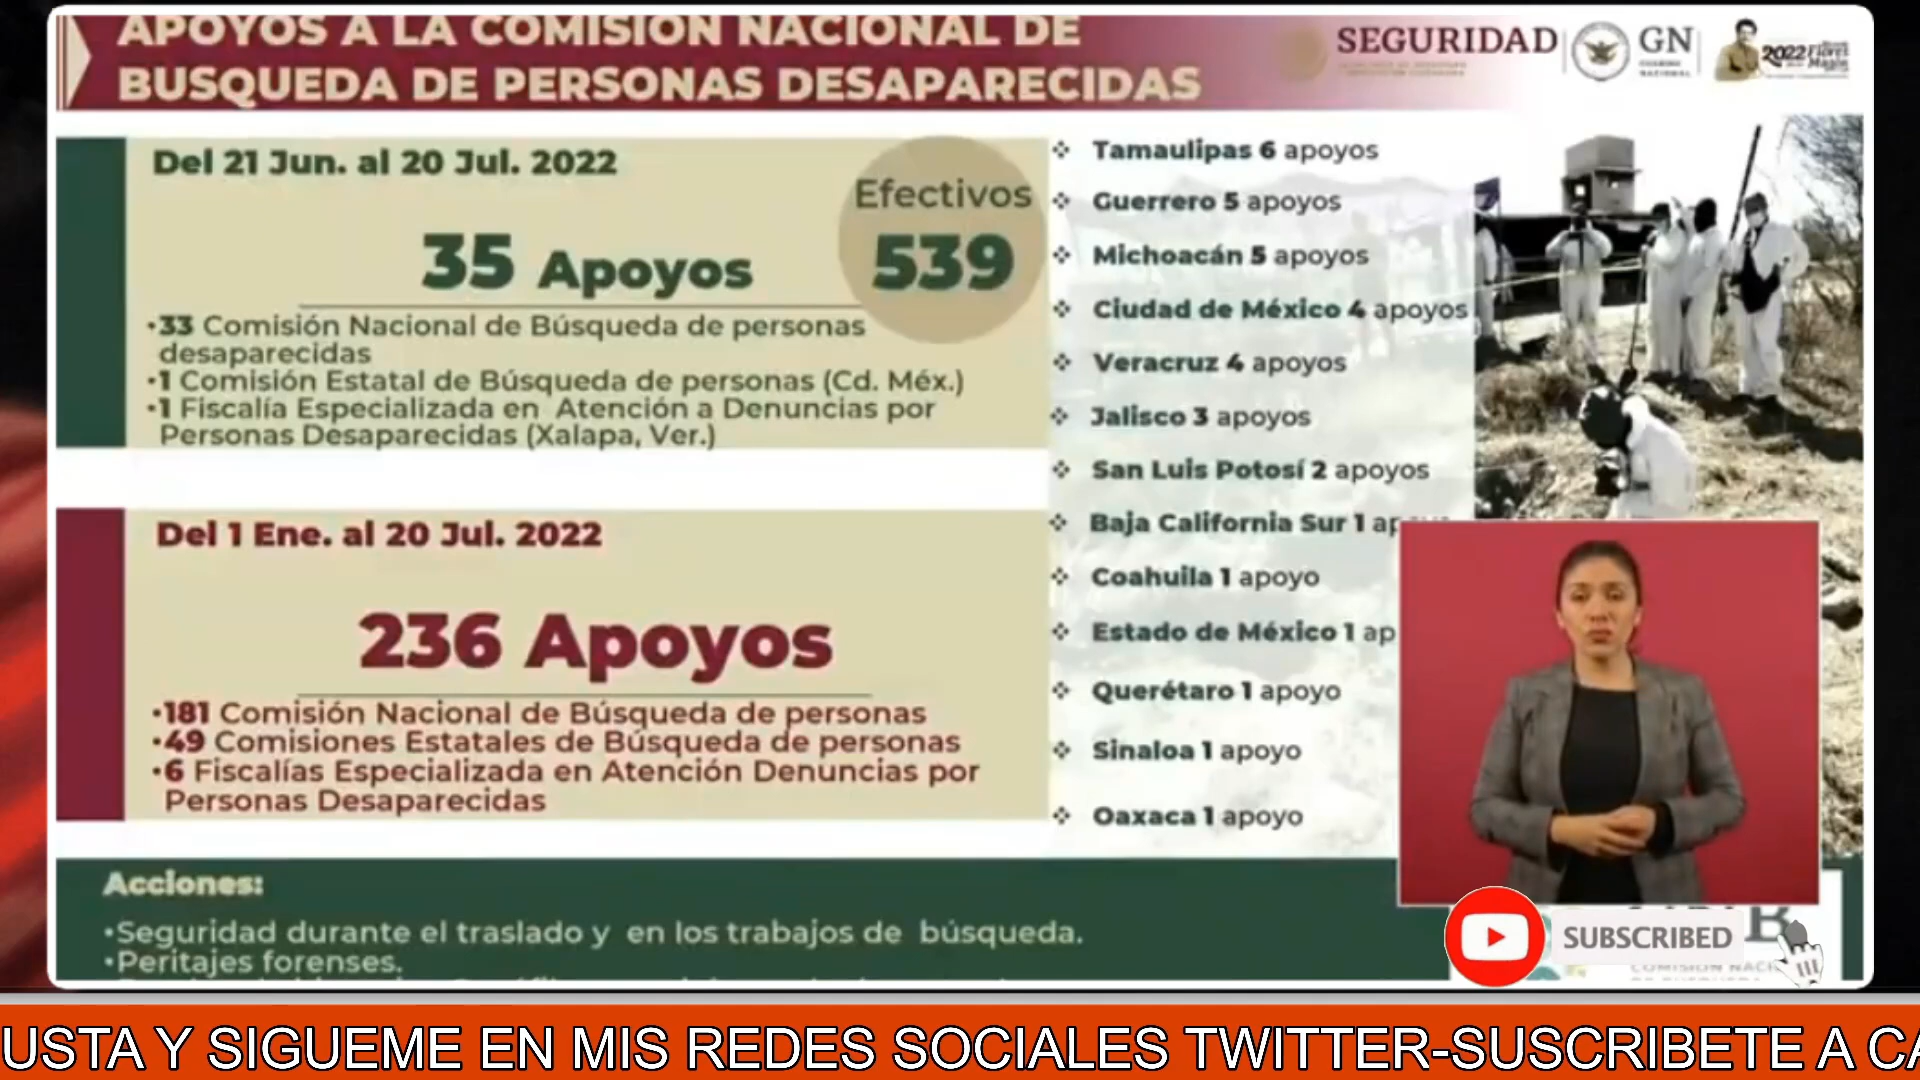 APOYOS A LA COMISIÓN NACIONAL DE
BUSQUEDA DE PERSONAS DESAPARECIDAS
SEGURIDAD
GN
2022 Flores
Magón
Del 21 Jun. al 20 Jul. 2022
Efectivos
539
35 Apoyos
•33 Comisión Nacional de Búsqueda de personas
desaparecidas
•1 Comisión Estatal de Búsqueda de personas (Cd. Méx.)
•1 Fiscalía Especializada en Atención a Denuncias por
Personas Desaparecidas (Xalapa, Ver.)
Del 1 Ene. al 20 Jul. 2022
236 Apoyos
•181 Comisión Nacional de Búsqueda de personas
•49 Comisiones Estatales de Búsqueda de personas
•6 Fiscalías Especializada en Atención Denuncias por
Personas Desaparecidas
Tamaulipas 6 apoyos
Guerrero 5 apoyos
Michoacán 5 apoyos
Ciudad de México 4 apoyos
Veracruz 4 apoyos
Jalisco 3 apoyos
San Luis Potosí 2 apoyos
Baja California Sur 1 ap
Coahuila 1 apoyo
Estado de México 1 ap
Querétaro 1 apoyo
Sinaloa 1 apoyo
Oaxaca 1 apoyo
Acciones:
•Seguridad durante el traslado y en los trabajos de búsqueda.
•Peritajes forenses.
SUBSCRIBED
COMISIÓN NACI
USTA Y SIGUEME EN MIS REDES SOCIALES TWITTER-SUSCRIBETE A CA